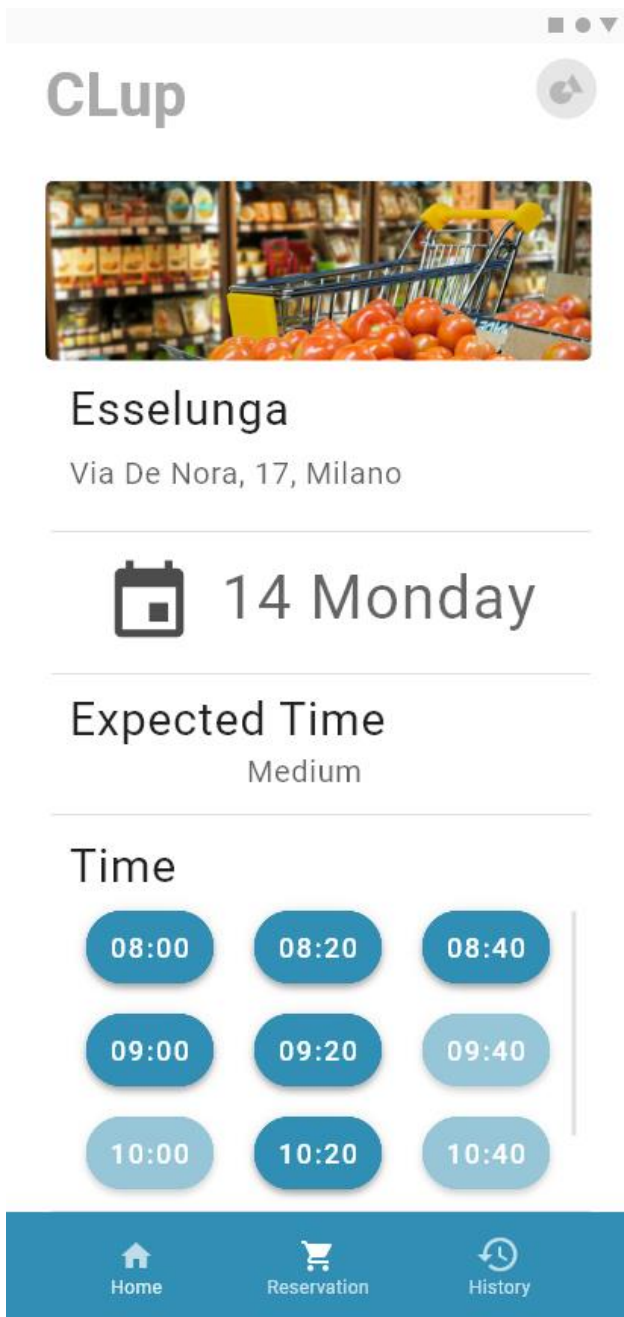 CLup
Esselunga
Via De Nora, 17, Milano
14 Monday
Expected Time
Medium
Time
08:00 08:20 08:40
09:00 09:20 09:40
10:00 10:20 10:40
Home Reservation History